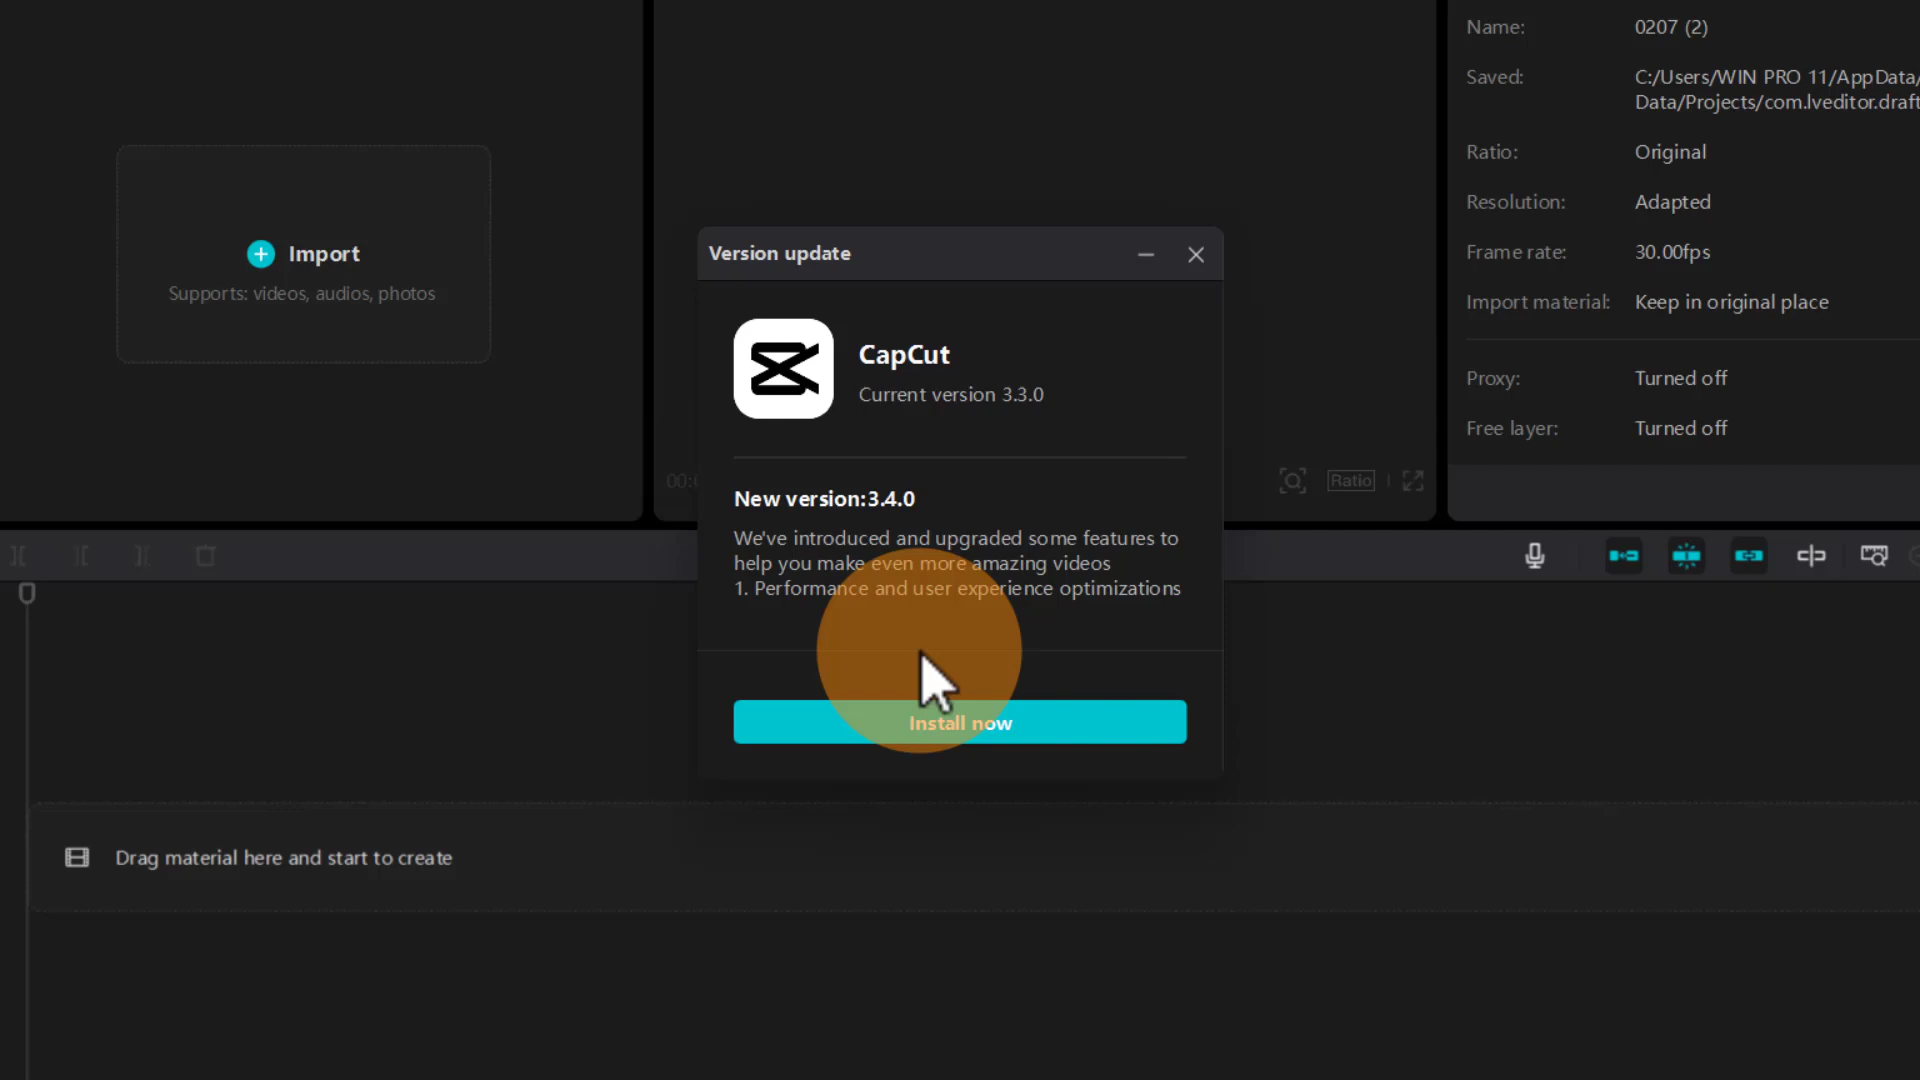 Name: 0207 (2)
Saved: C:/Users/WIN PRO 11/AppData/
Data/Projects/com.lveditor.draft
Ratio: Original
Resolution: Adapted
Frame rate: 30.00fps
Import material: Keep in original place
Proxy: Turned off
Free layer: Turned off
Import
Supports: videos, audios, photos
Version update
CapCut
Current version 3.3.0
New version:3.4.0
We've introduced and upgraded some features to
help you make even more amazing videos
1. Performance and user experience optimizations
Install now
Ratio
Drag material here and start to create